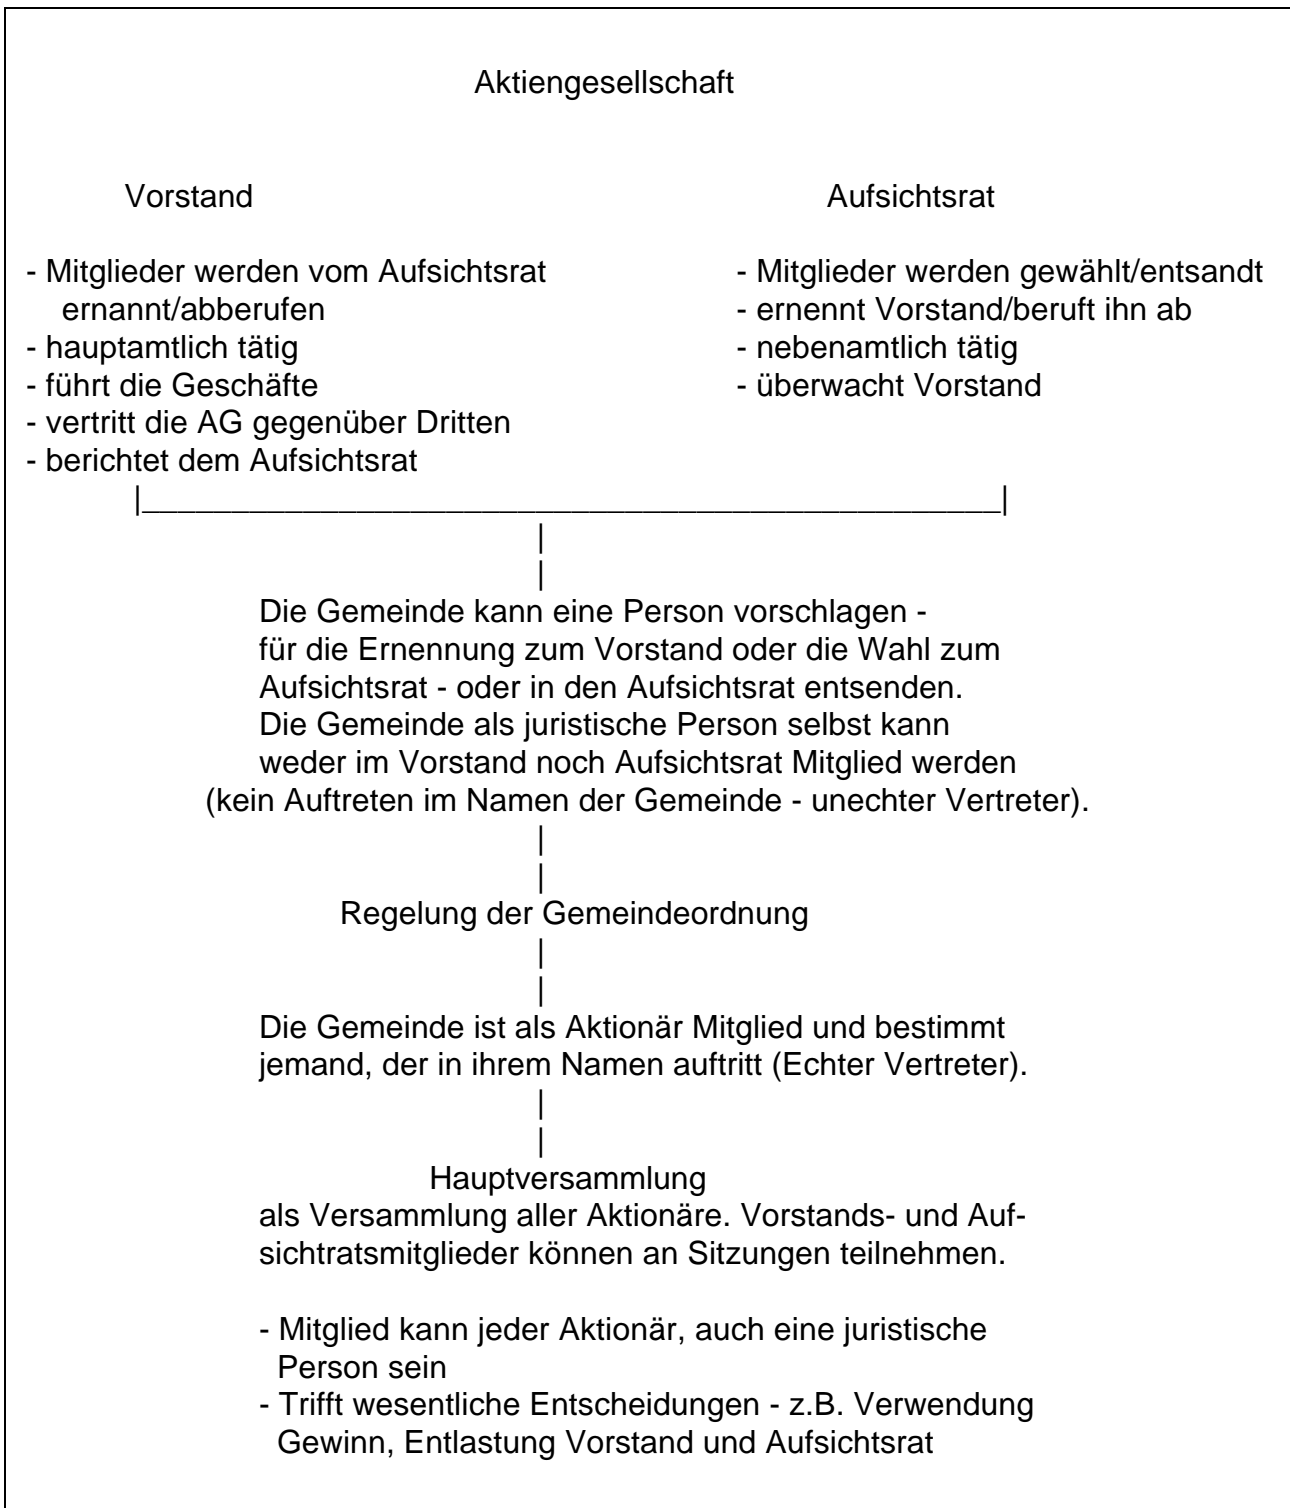 Aktiengesellschaft
Vorstand
Aufsichtsrat
- Mitglieder werden vom Aufsichtsrat
ernannt/abberufen
- hauptamtlich tätig
- führt die Geschäfte
- vertritt die AG gegenüber Dritten
- berichtet dem Aufsichtsrat
- Mitglieder werden gewählt/entsandt
- ernennt Vorstand/beruft ihn ab
- nebenamtlich tätig
- überwacht Vorstand
Die Gemeinde kann eine Person vorschlagen -
für die Ernennung zum Vorstand oder die Wahl zum
Aufsichtsrat - oder in den Aufsichtsrat entsenden.
Die Gemeinde als juristische Person selbst kann
weder im Vorstand noch Aufsichtsrat Mitglied werden
(kein Auftreten im Namen der Gemeinde - unechter Vertreter).
Regelung der Gemeindeordnung
Die Gemeinde ist als Aktionär Mitglied und bestimmt
jemand, der in ihrem Namen auftritt (Echter Vertreter).
Hauptversammlung
als Versammlung aller Aktionäre. Vorstands- und Auf-
sichtratsmitglieder können an Sitzungen teilnehmen.
- Mitglied kann jeder Aktionär, auch eine juristische
Person sein
- Trifft wesentliche Entscheidungen - z.B. Verwendung
Gewinn, Entlastung Vorstand und Aufsichtsrat